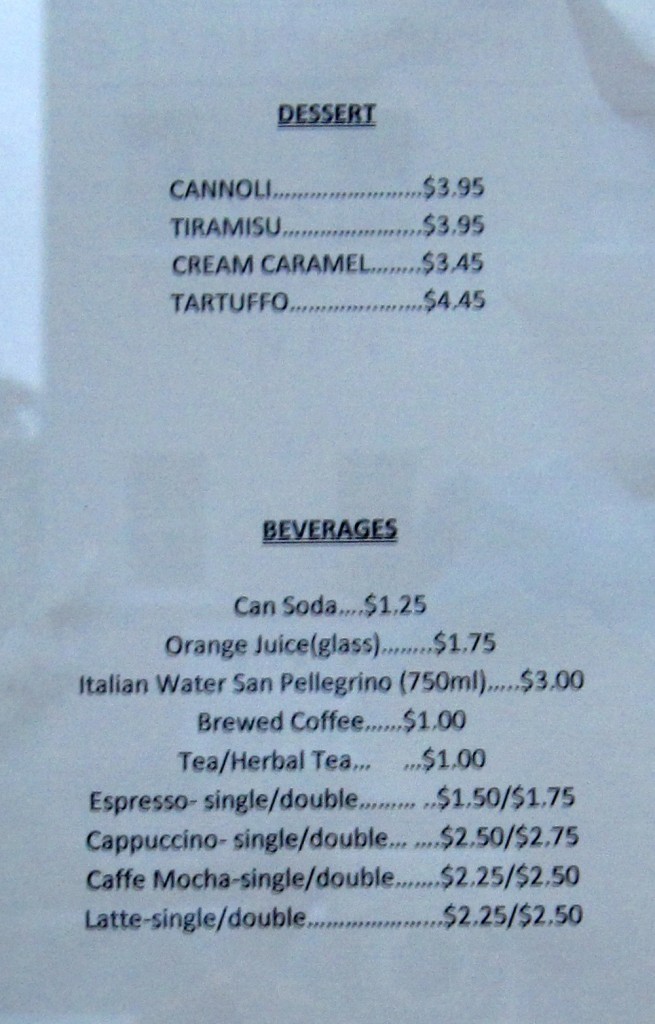 DESSERT
CANNOLI........................$3.95
TIRAMISU......................$3.95
CREAM CARAMEL........$3.45
TARTUFFO.....................$4.45
BEVERAGES
Can Soda....$1.25
Orange Juice(glass)........$1.75
Italian Water San Pellegrino (750ml).....$3.00
Brewed Coffee......$1.00
Tea/Herbal Tea... ...$1.00
Espresso- single/double......... ..$1.50/$1.75
Cappuccino- single/double... ....$2.50/$2.75
Caffe Mocha-single/double.......$2.25/$2.50
Latte-single/double......................$2.25/$2.50